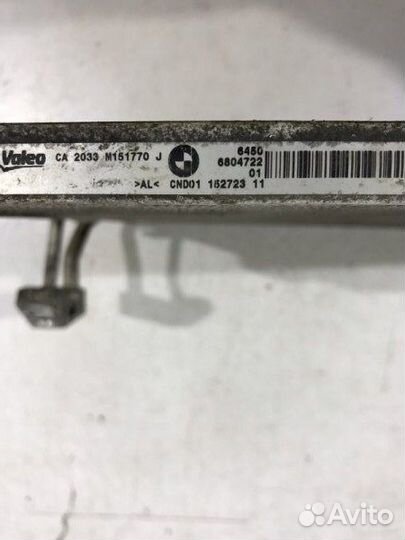 Valeo CA 2033 M151770 J 6450
6804722
01
>AL< CND01 152723 11
Avito